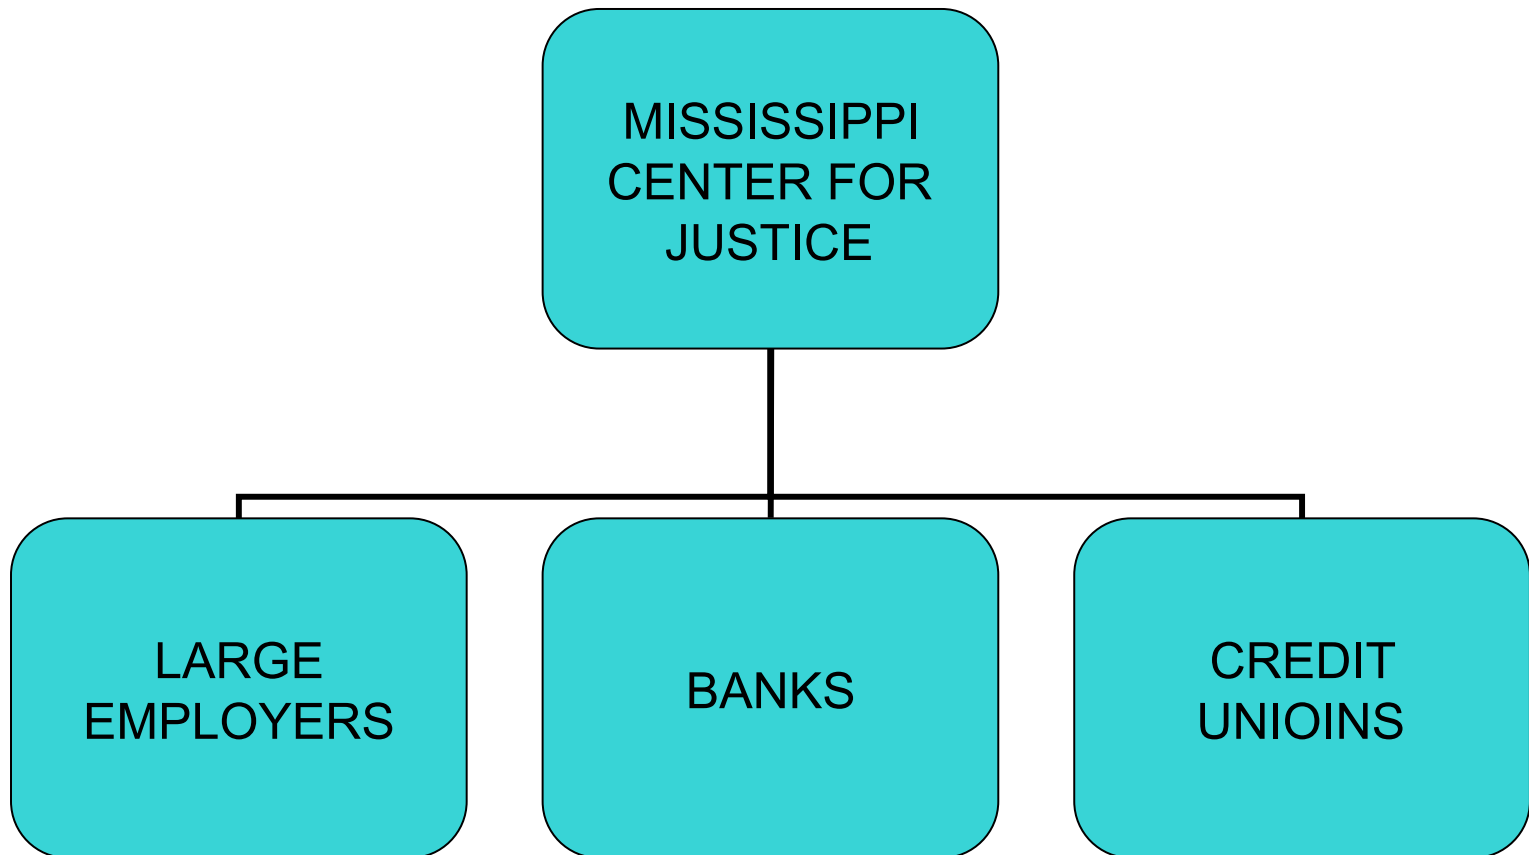 MISSISSIPPI
CENTER FOR
JUSTICE
LARGE
EMPLOYERS
BANKS
CREDIT
UNIOINS